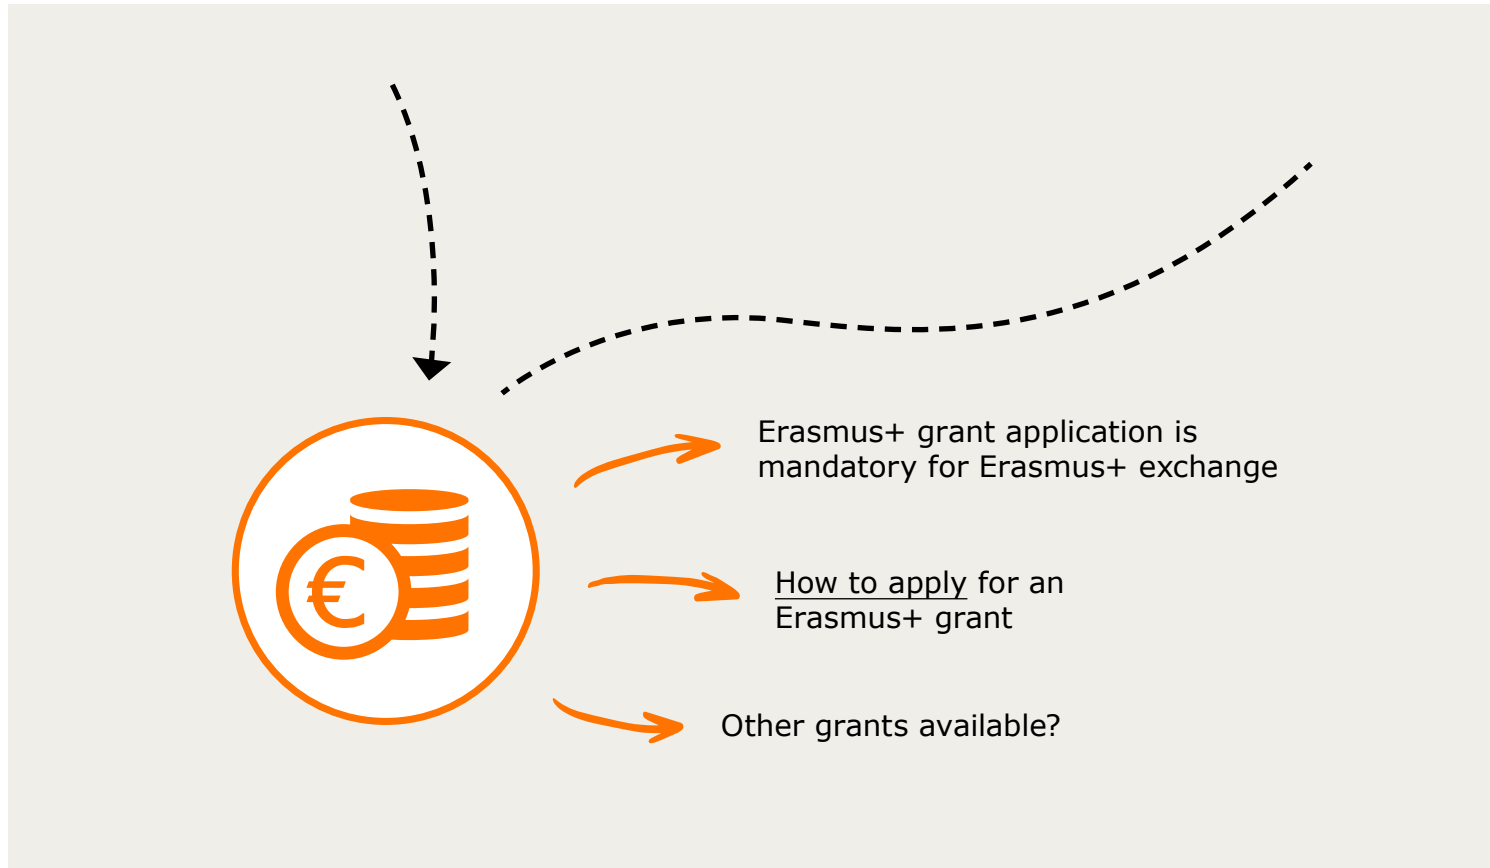 Erasmus+ grant application is
mandatory for Erasmus+ exchange
€
How to apply for an
Erasmus+ grant
Other grants available?